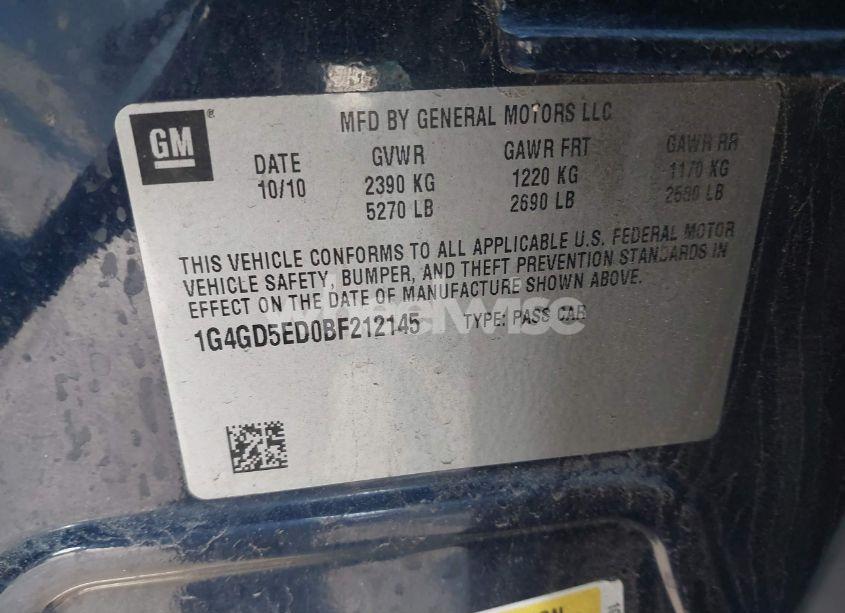 GM®
MFD BY GENERAL MOTORS LLC
DATE GVWR GAWR FRT GAWR RR
10/10 2390 KG 1220 KG 1170 KG
5270 LB 2690 LB 2580 LB
THIS VEHICLE CONFORMS TO ALL APPLICABLE U.S. FEDERAL MOTOR
VEHICLE SAFETY, BUMPER, AND THEFT PREVENTION STANDARDS IN
EFFECT ON THE DATE OF MANUFACTURE SHOWN ABOVE.
1G4GD5ED0BF212145 TYPE: PASS CAR